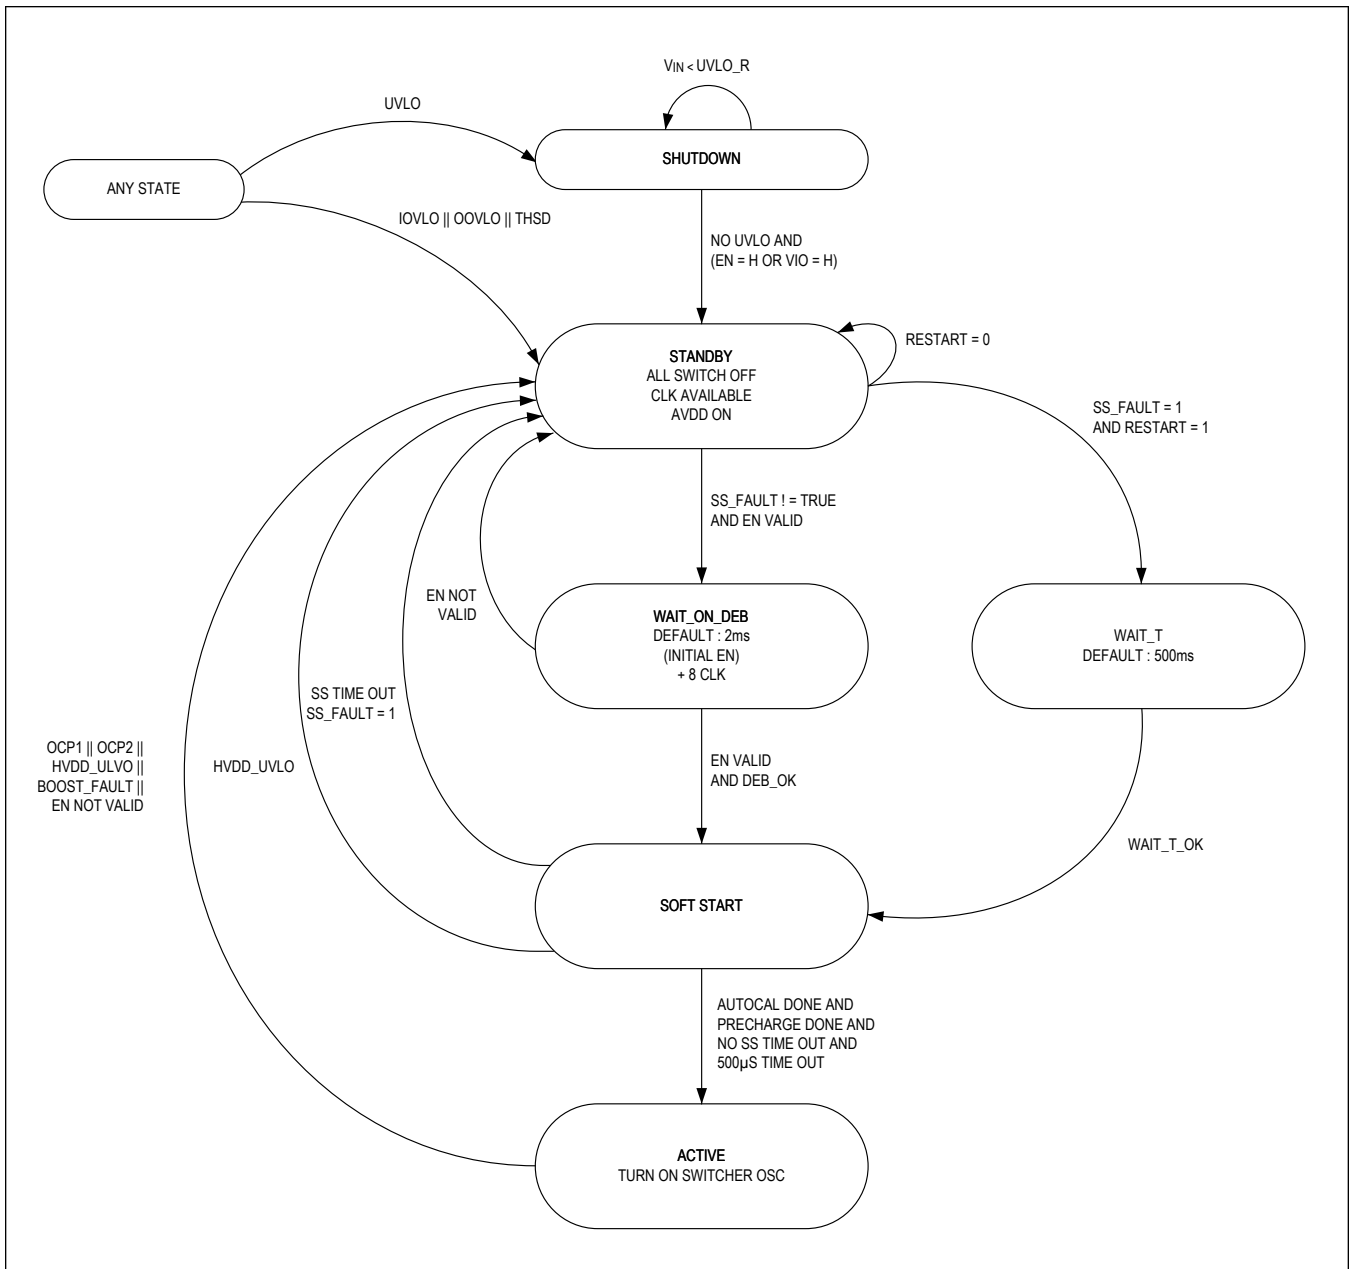 VIN < UVLO_R
UVLO
SHUTDOWN
ANY STATE
IOVLO || OOVLO || THSD
NO UVLO AND
(EN = H OR VIO = H)
STANDBY
ALL SWITCH OFF
CLK AVAILABLE
AVDD ON
RESTART = 0
SS_FAULT = 1
AND RESTART = 1
SS_FAULT ! = TRUE
AND EN VALID
EN NOT
VALID
WAIT_ON_DEB
DEFAULT : 2ms
(INITIAL EN)
+ 8 CLK
WAIT_T
DEFAULT : 500ms
SS TIME OUT
SS_FAULT = 1
OCP1 || OCP2 ||
HVDD_ULVO ||
BOOST_FAULT ||
EN NOT VALID
HVDD_UVLO
EN VALID
AND DEB_OK
WAIT_T_OK
SOFT START
AUTOCAL DONE AND
PRECHARGE DONE AND
NO SS TIME OUT AND
500µS TIME OUT
ACTIVE
TURN ON SWITCHER OSC